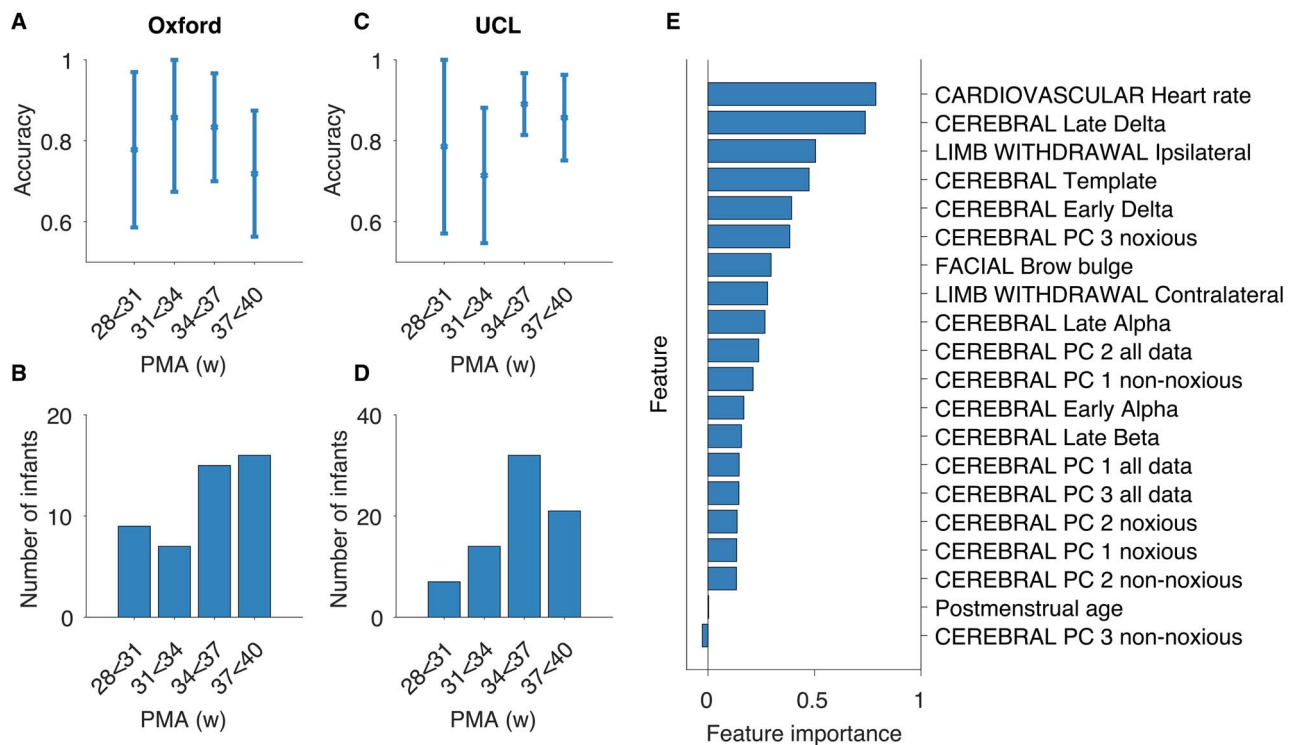 A
Oxford
1
0.8
0.6
Accuracy
28<31
31<34
34<37
37<40
PMA (w)
B
20
10
0
Number of infants
28<31
31<34
34<37
37<40
PMA (w)
C
UCL
1
0.8
0.6
Accuracy
28<31
31<34
34<37
37<40
PMA (w)
D
40
20
0
Number of infants
28<31
31<34
34<37
37<40
PMA (w)
E
Feature
CARDIOVASCULAR Heart rate
CEREBRAL Late Delta
LIMB WITHDRAWAL Ipsilateral
CEREBRAL Template
CEREBRAL Early Delta
CEREBRAL PC 3 noxious
FACIAL Brow bulge
LIMB WITHDRAWAL Contralateral
CEREBRAL Late Alpha
CEREBRAL PC 2 all data
CEREBRAL PC 1 non-noxious
CEREBRAL Early Alpha
CEREBRAL Late Beta
CEREBRAL PC 1 all data
CEREBRAL PC 3 all data
CEREBRAL PC 2 noxious
CEREBRAL PC 1 noxious
CEREBRAL PC 2 non-noxious
Postmenstrual age
CEREBRAL PC 3 non-noxious
0 0.5 1
Feature importance